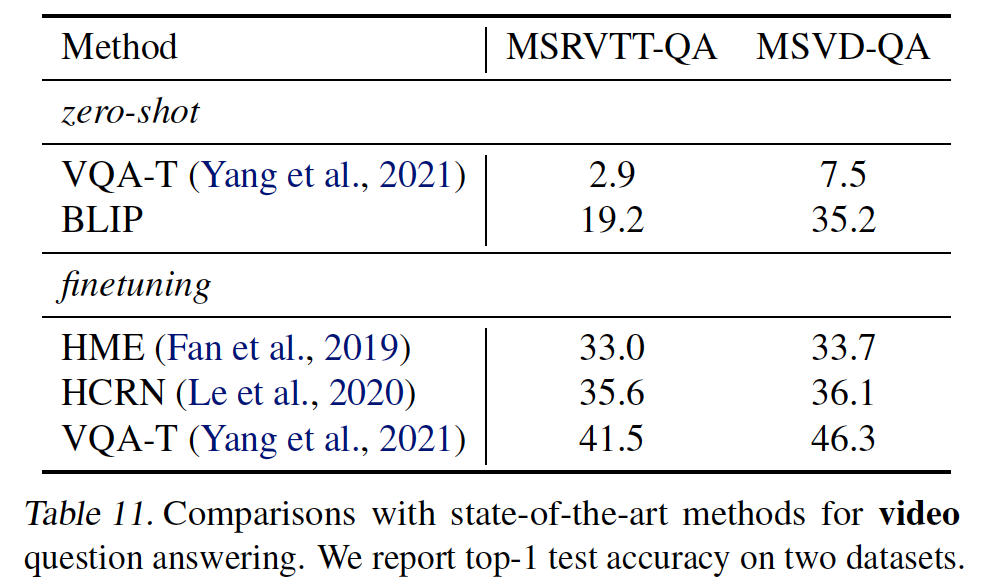 Method MSRVTT-QA MSVD-QA
zero-shot
VQA-T (Yang et al., 2021) 2.9 7.5
BLIP 19.2 35.2
finetuning
HME (Fan et al., 2019) 33.0 33.7
HCRN (Le et al., 2020) 35.6 36.1
VQA-T (Yang et al., 2021) 41.5 46.3
Table 11. Comparisons with state-of-the-art methods for video
question answering. We report top-1 test accuracy on two datasets.